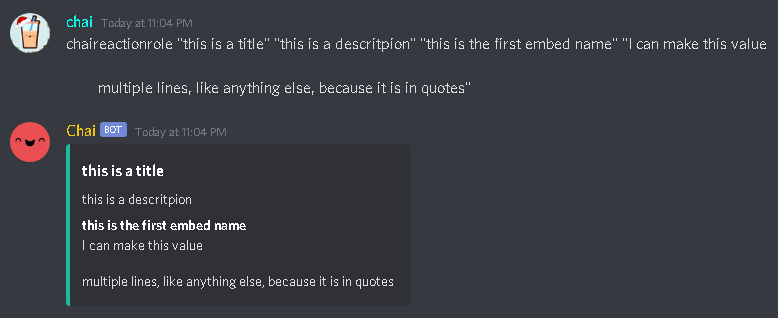 chai Today at 11:04 PM
chaireactionrole "this is a title" "this is a descritpion" "this is the first embed name" "I can make this value
multiple lines, like anything else, because it is in quotes"
Chai BOT Today at 11:04 PM
this is a title
this is a descritpion
this is the first embed name
I can make this value
multiple lines, like anything else, because it is in quotes